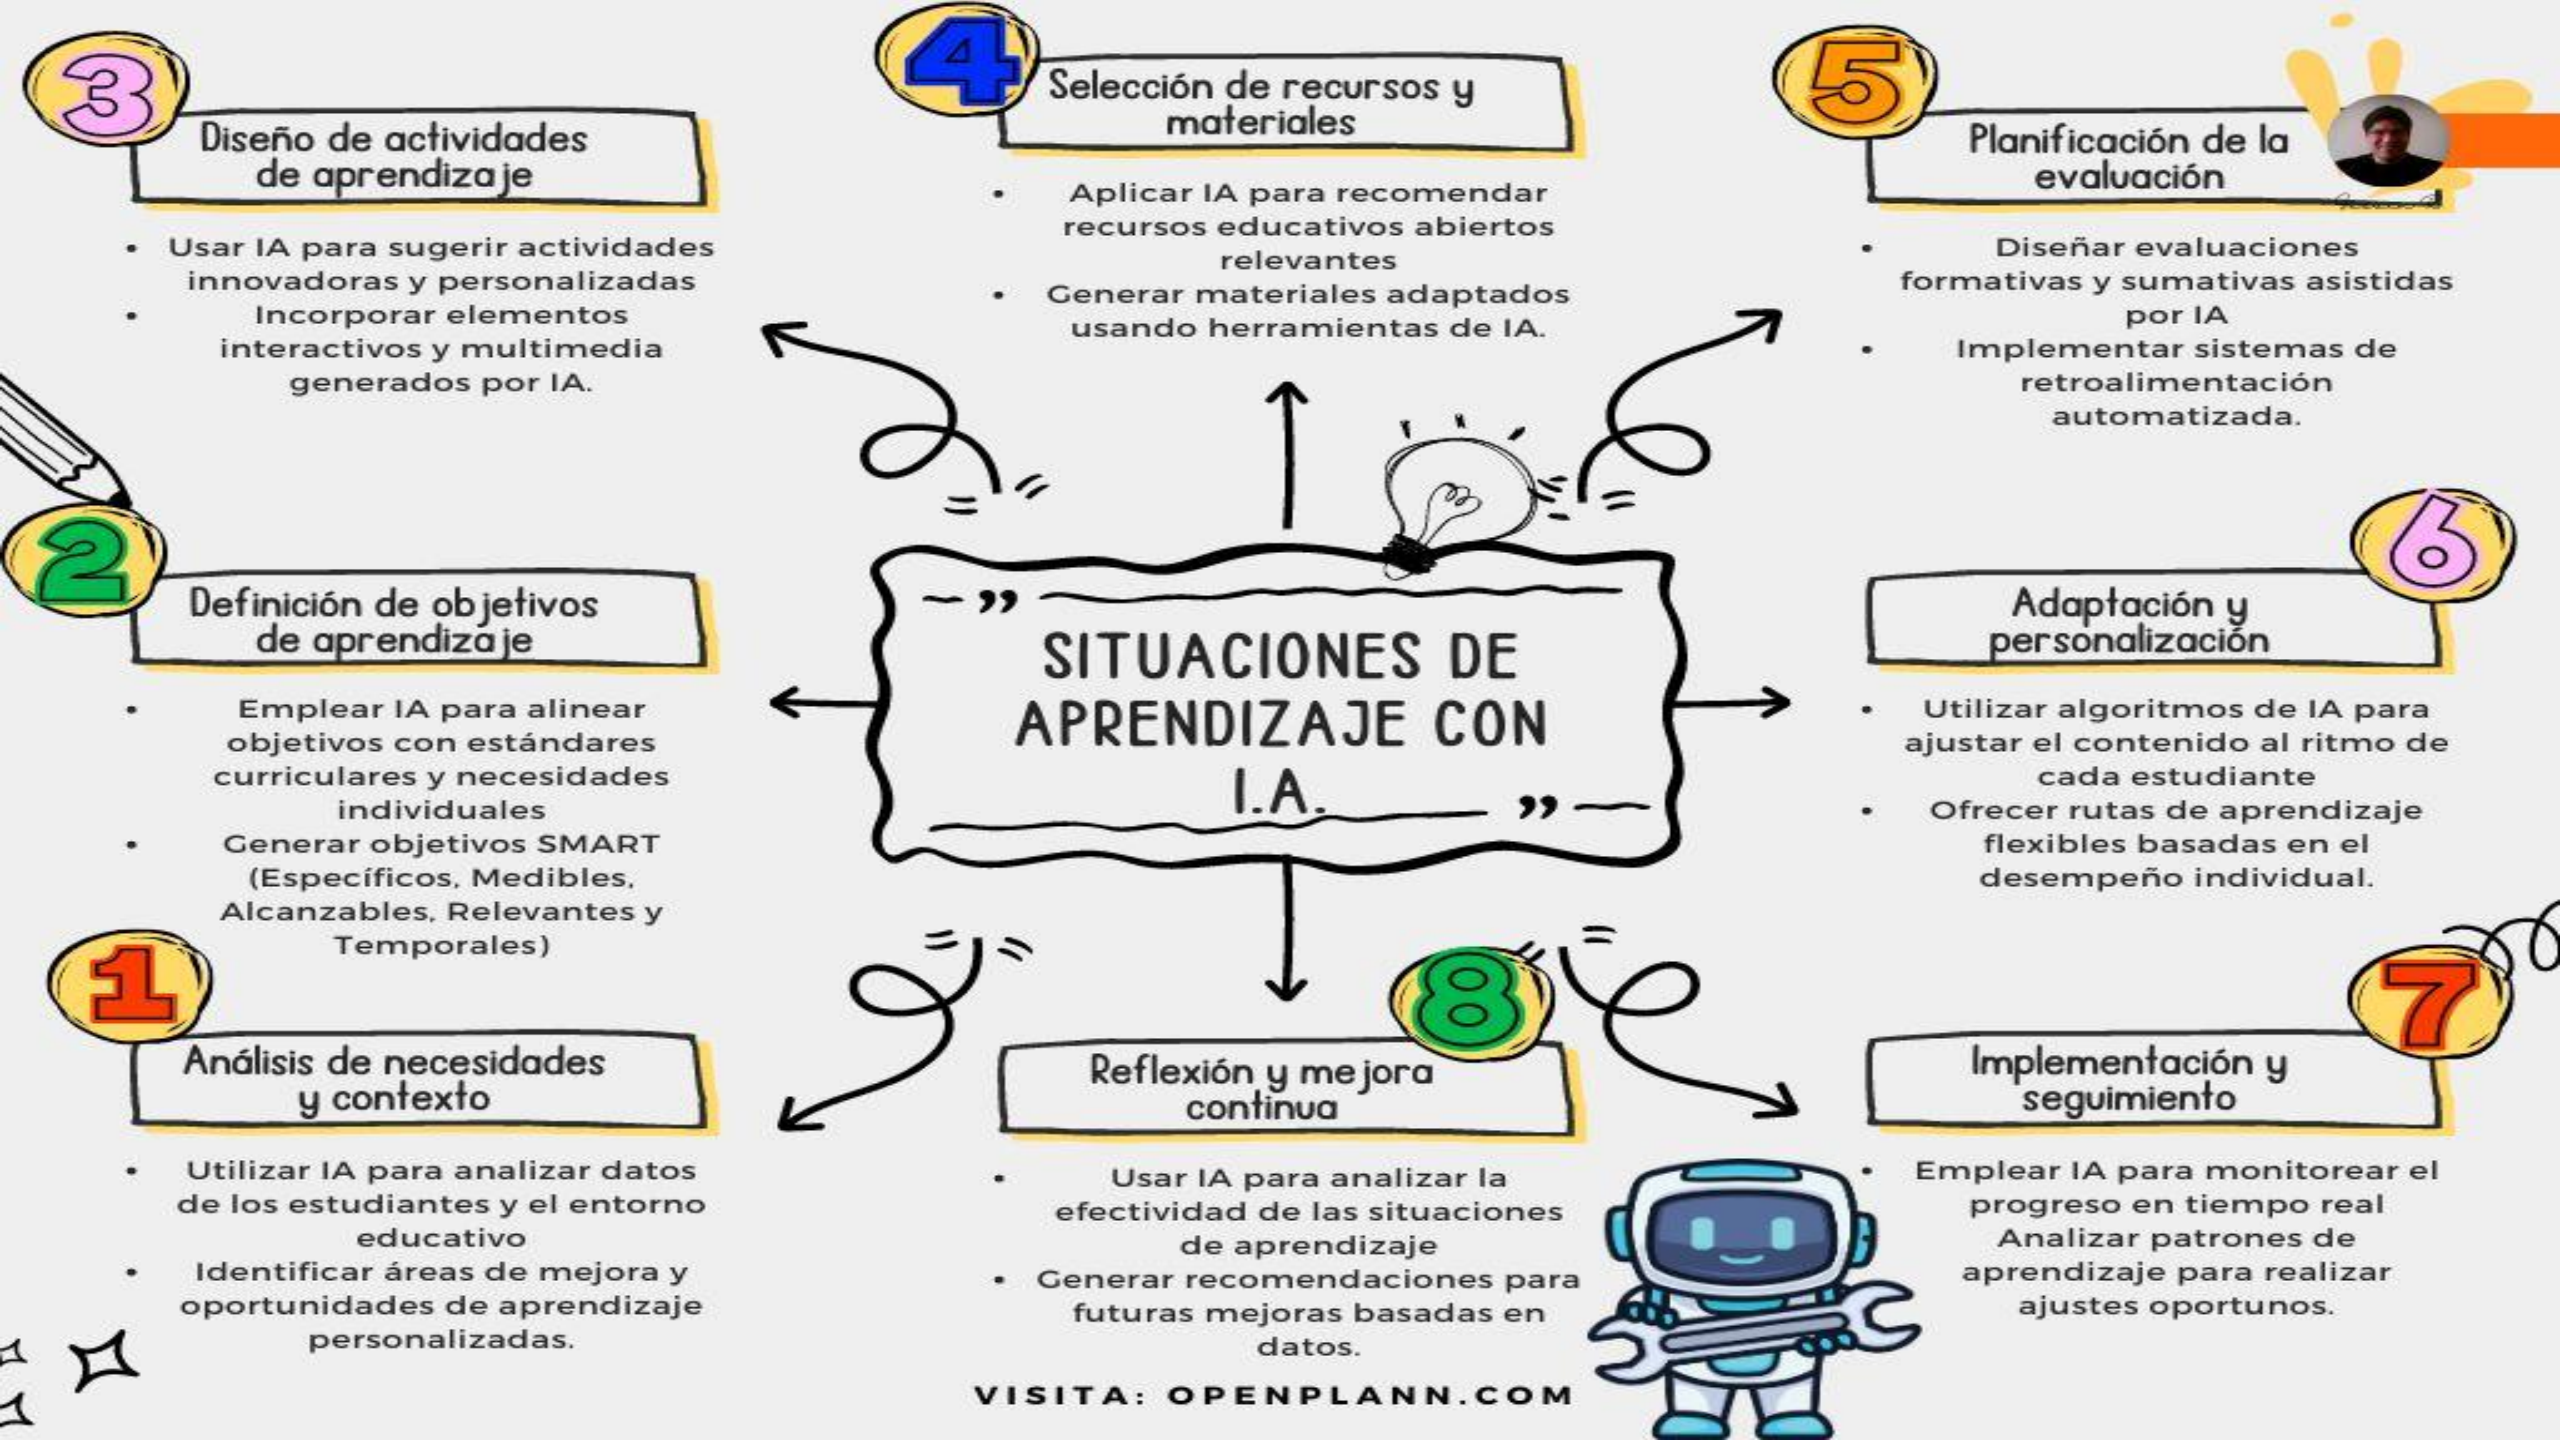 3
Diseño de actividades
de aprendizaje
• Usar IA para sugerir actividades
innovadoras y personalizadas
• Incorporar elementos
interactivos y multimedia
generados por IA.
4
Selección de recursos y
materiales
• Aplicar IA para recomendar
recursos educativos abiertos
relevantes
• Generar materiales adaptados
usando herramientas de IA.
5
Planificación de la
evaluación
• Diseñar evaluaciones
formativas y sumativas asistidas
por IA
• Implementar sistemas de
retroalimentación
automatizada.
2
Definición de objetivos
de aprendizaje
• Emplear IA para alinear
objetivos con estándares
curriculares y necesidades
individuales
• Generar objetivos SMART
(Específicos, Medibles,
Alcanzables, Relevantes y
Temporales)
”
SITUACIONES DE
APRENDIZAJE CON
I.A.
”
6
Adaptación y
personalización
• Utilizar algoritmos de IA para
ajustar el contenido al ritmo de
cada estudiante
• Ofrecer rutas de aprendizaje
flexibles basadas en el
desempeño individual.
1
Análisis de necesidades
y contexto
• Utilizar IA para analizar datos
de los estudiantes y el entorno
educativo
• Identificar áreas de mejora y
oportunidades de aprendizaje
personalizadas.
8
Reflexión y mejora
continua
• Usar IA para analizar la
efectividad de las situaciones
de aprendizaje
• Generar recomendaciones para
futuras mejoras basadas en
datos.
7
Implementación y
seguimiento
• Emplear IA para monitorear el
progreso en tiempo real
Analizar patrones de
aprendizaje para realizar
ajustes oportunos.
VISITA: OPENPLANN.COM